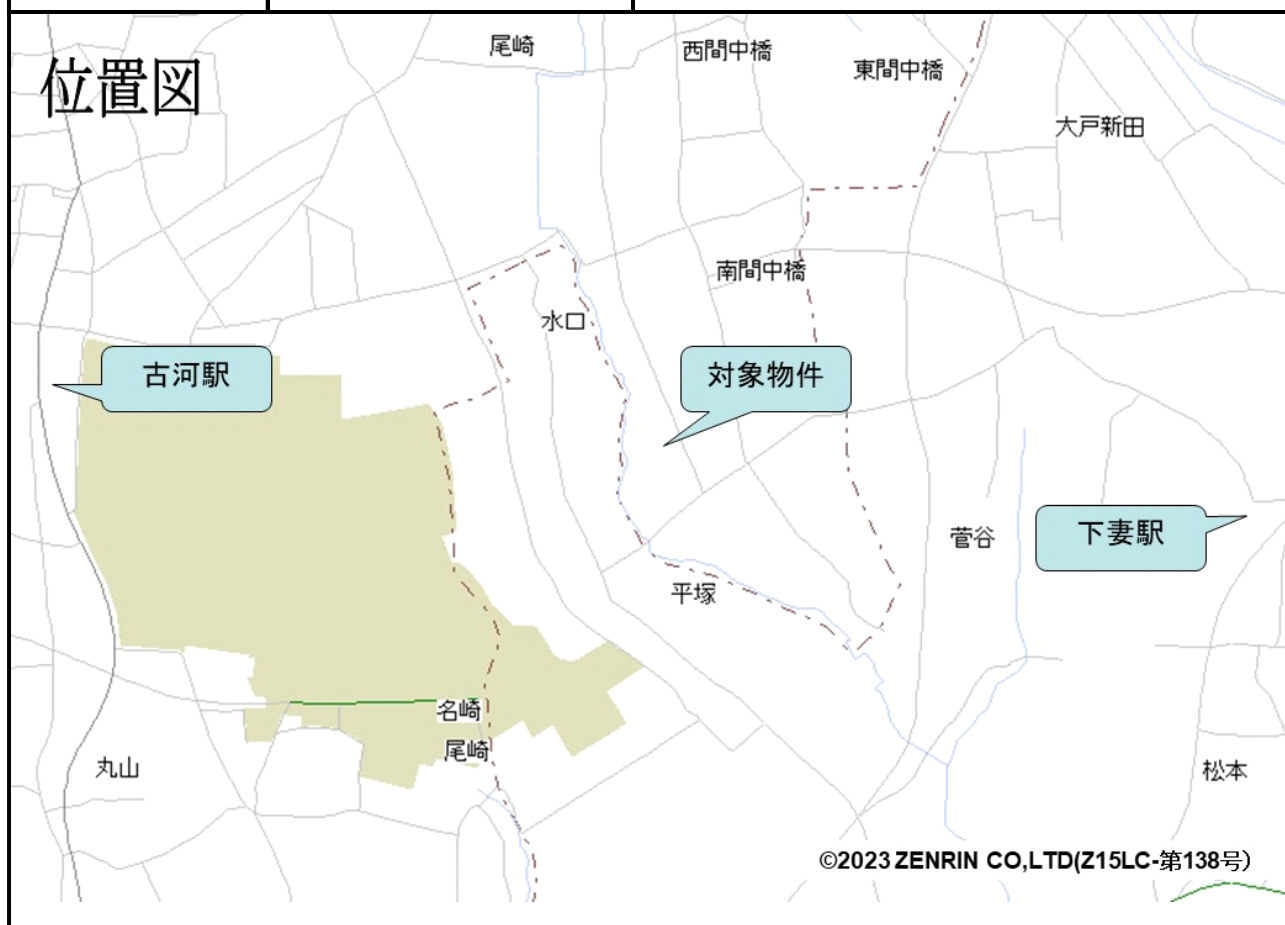 尾崎
西間中橋
東間中橋
位置図
大戸新田
南間中橋
水口
古河駅
対象物件
下妻駅
菅谷
平塚
名崎
尾崎
丸山
松本
©2023 ZENRIN CO,LTD(Z15LC-第138号)